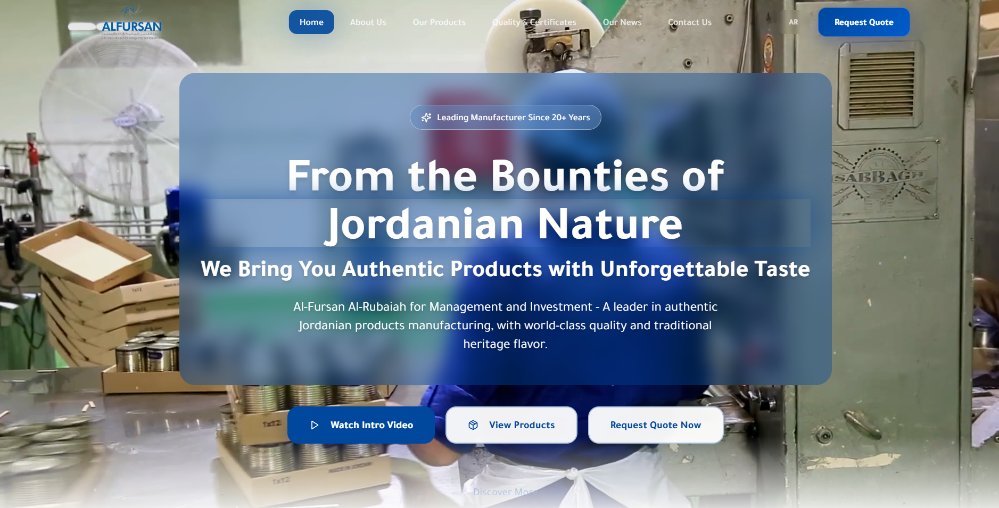 ALFURSAN
Home
About Us
Our Products
Quality & Certificates
Our News
Contact Us
AR
Request Quote
Leading Manufacturer Since 20+ Years
From the Bounties of
Jordanian Nature
We Bring You Authentic Products with Unforgettable Taste
Al-Fursan Al-Rubaiah for Management and Investment - A leader in authentic
Jordanian products manufacturing, with world-class quality and traditional
heritage flavor.
SABBAGH
1x12
1x12
MADE IN JORDAN
1x12
Watch Intro Video
View Products
Request Quote Now
Discover More